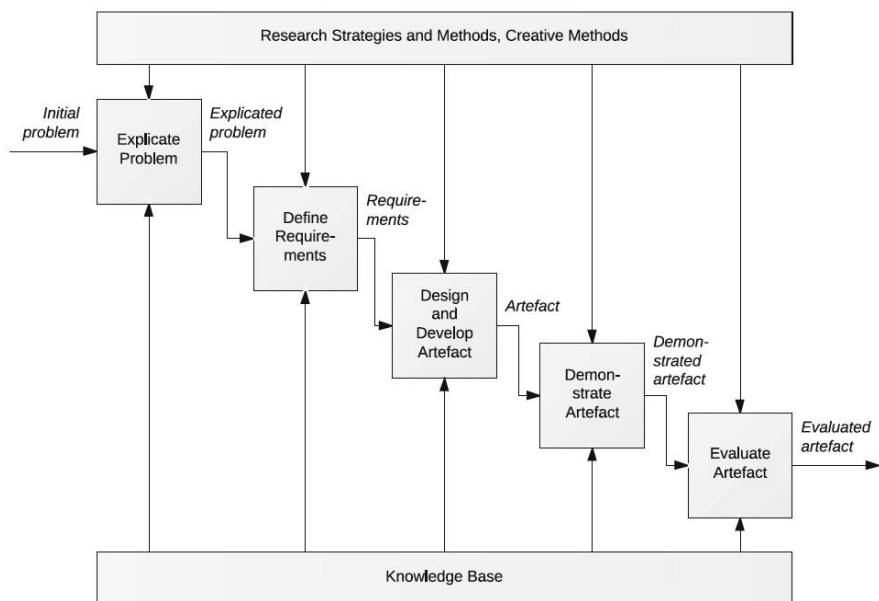 Research Strategies and Methods, Creative Methods
Initial
problem
Explicate
Problem
Explicated
problem
Define
Require-
ments
Require-
ments
Design
and
Develop
Artefact
Artefact
Demon-
strate
Artefact
Demon-
strated
artefact
Evaluate
Artefact
Evaluated
artefact
Knowledge Base